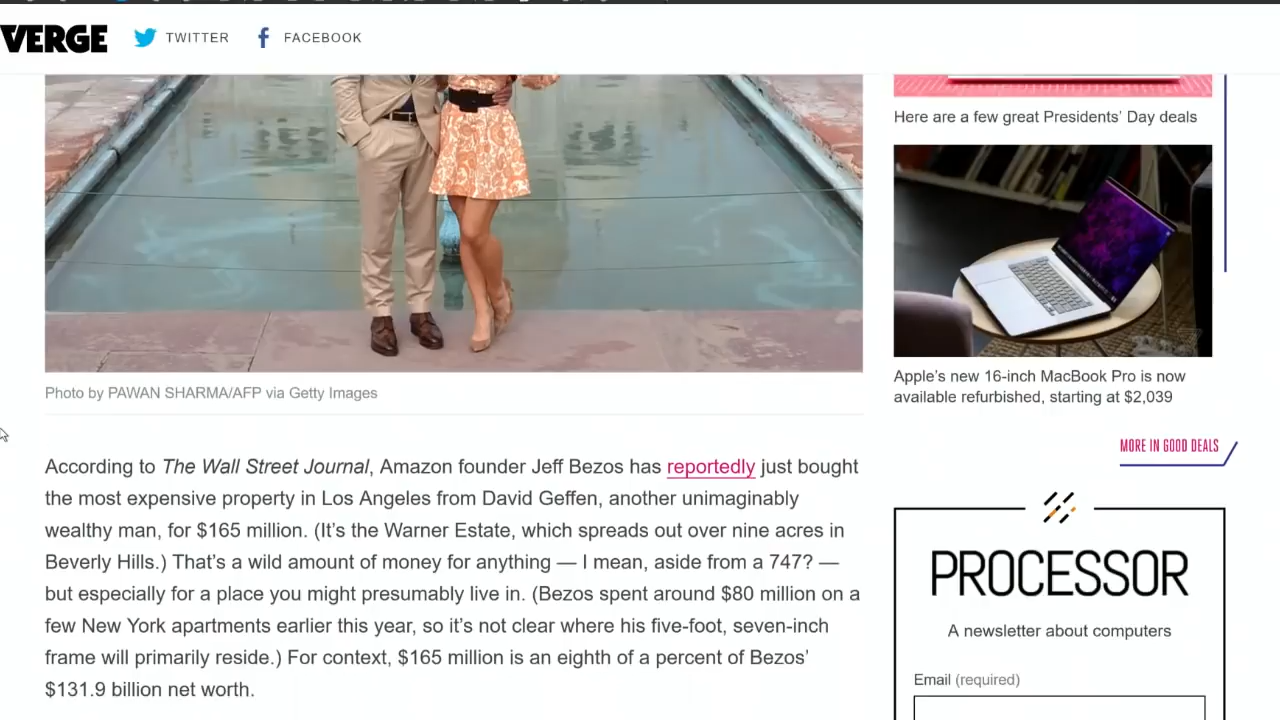 VERGE
TWITTER
FACEBOOK
Here are a few great Presidents' Day deals
Apple's new 16-inch MacBook Pro is now
available refurbished, starting at $2,039
MORE IN GOOD DEALS
Photo by PAWAN SHARMA/AFP via Getty Images
According to The Wall Street Journal, Amazon founder Jeff Bezos has reportedly just bought
the most expensive property in Los Angeles from David Geffen, another unimaginably
wealthy man, for $165 million. (It's the Warner Estate, which spreads out over nine acres in
Beverly Hills.) That's a wild amount of money for anything — I mean, aside from a 747? —
but especially for a place you might presumably live in. (Bezos spent around $80 million on a
few New York apartments earlier this year, so it's not clear where his five-foot, seven-inch
frame will primarily reside.) For context, $165 million is an eighth of a percent of Bezos'
$131.9 billion net worth.
PROCESSOR
A newsletter about computers
Email (required)